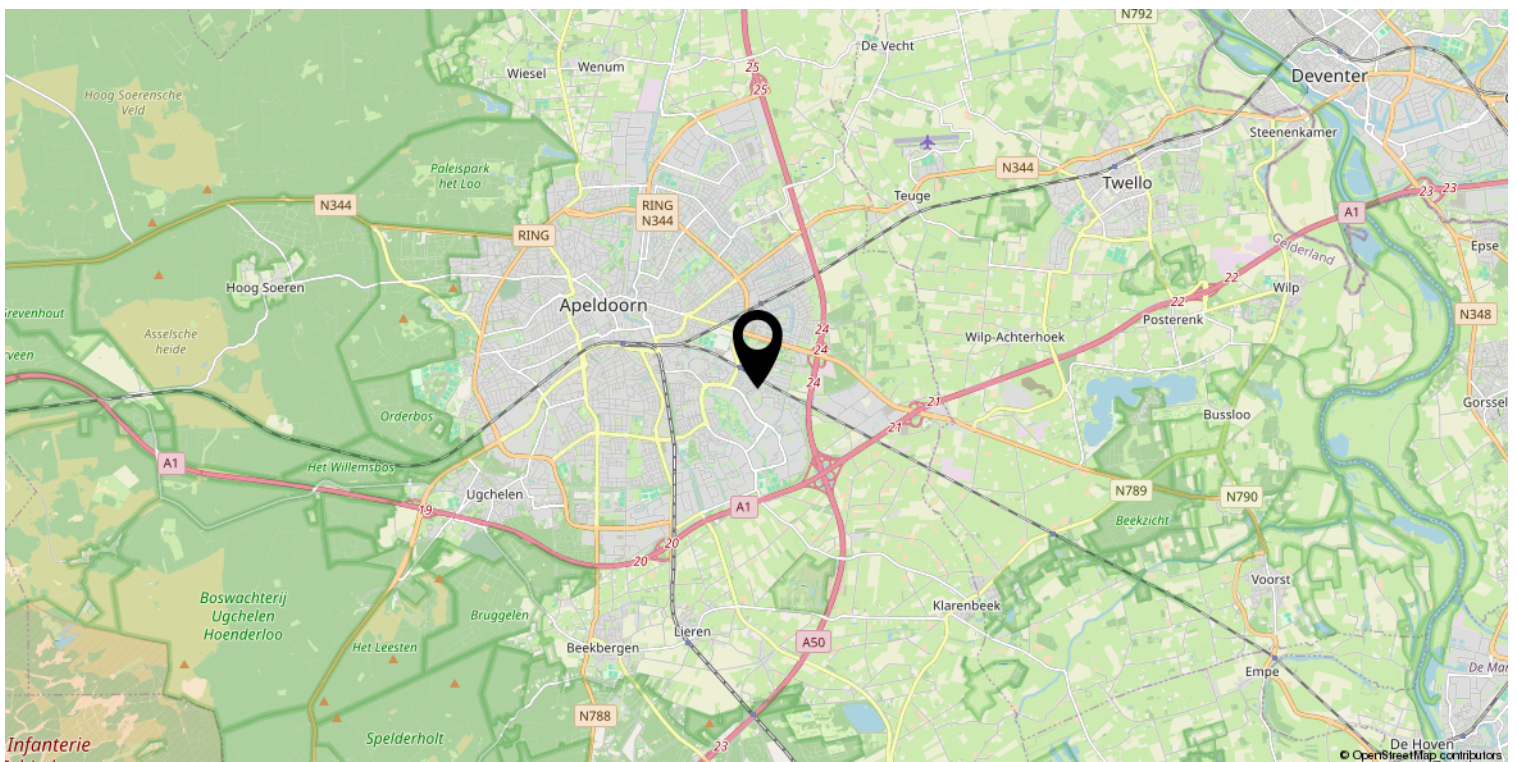 N792
De Vecht
25
Wiesel
Wenum
25
Deventer
Hoog Soerensche
Veld
Steenenkamer
Paleispark
het Loo
N344
Twello
23
23
Teuge
N344
RING
N344
A1
RING
Gelderland
Epse
22
Hoog Soeren
Wilp
22
Apeldoorn
N348
revenhout
Posterenk
24
Asselsche
heide
Wilp-Achterhoek
24
veen
24
21
Gorssel
Orderbos
Bussloo
21
A1
Het Willemsbos
N789
N790
Ugchelen
A1
19
Beekzicht
20
20
Voorst
Boswachterij
Ugchelen
Hoenderloo
Klarenbeek
Bruggelen
Lieren
A50
Het Leesten
Beekbergen
Empe
De Mar
N788
Spelderholt
Infanterie
23
De Hoven
© OpenStreetMap contributors